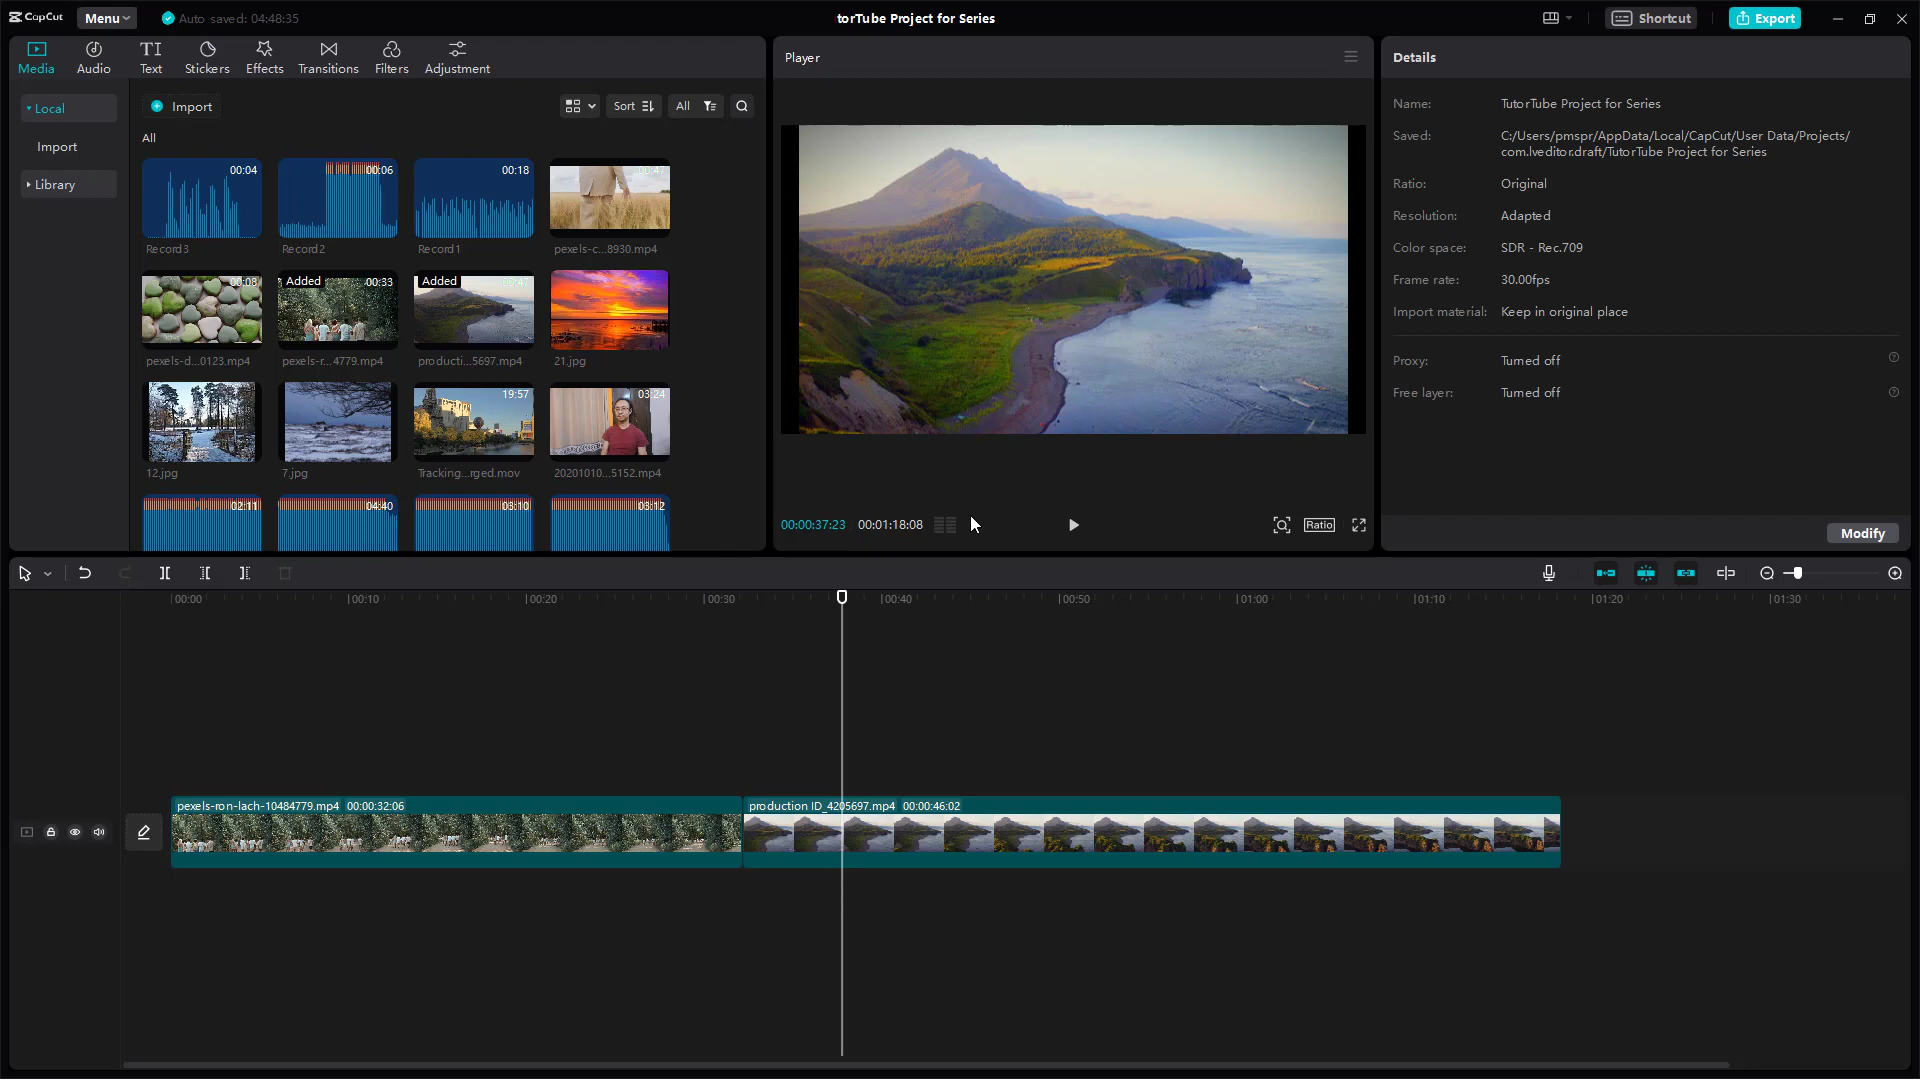 CapCut
Menu
Auto saved: 04:48:35
torTube Project for Series
Shortcut
Export
Media
Audio
TI
Text
Stickers
Effects
Transitions
Filters
Adjustment
Local
Import
Library
Import
Sort
All
All
00:04
Record3
00:06
Record2
00:18
Record1
00:47
pexels-c...8930.mp4
00:08
pexels-d...0123.mp4
Added
00:33
pexels-r...4779.mp4
Added
00:47
producti...5697.mp4
21.jpg
12.jpg
7.jpg
19:57
Tracking...rged.mov
03:24
20201010...5152.mp4
02:11
04:40
03:10
03:12
Player
00:00:37:23
00:01:18:08
Ratio
Details
Name: TutorTube Project for Series
Saved: C:/Users/pmspr/AppData/Local/CapCut/User Data/Projects/
com.lveditor.draft/TutorTube Project for Series
Ratio: Original
Resolution: Adapted
Color space: SDR - Rec.709
Frame rate: 30.00fps
Import material: Keep in original place
Proxy: Turned off
Free layer: Turned off
Modify
00:00
00:10
00:20
00:30
00:40
00:50
01:00
01:10
01:20
01:30
pexels-ron-lach-10484779.mp4 00:00:32:06
production ID_4205697.mp4 00:00:46:02